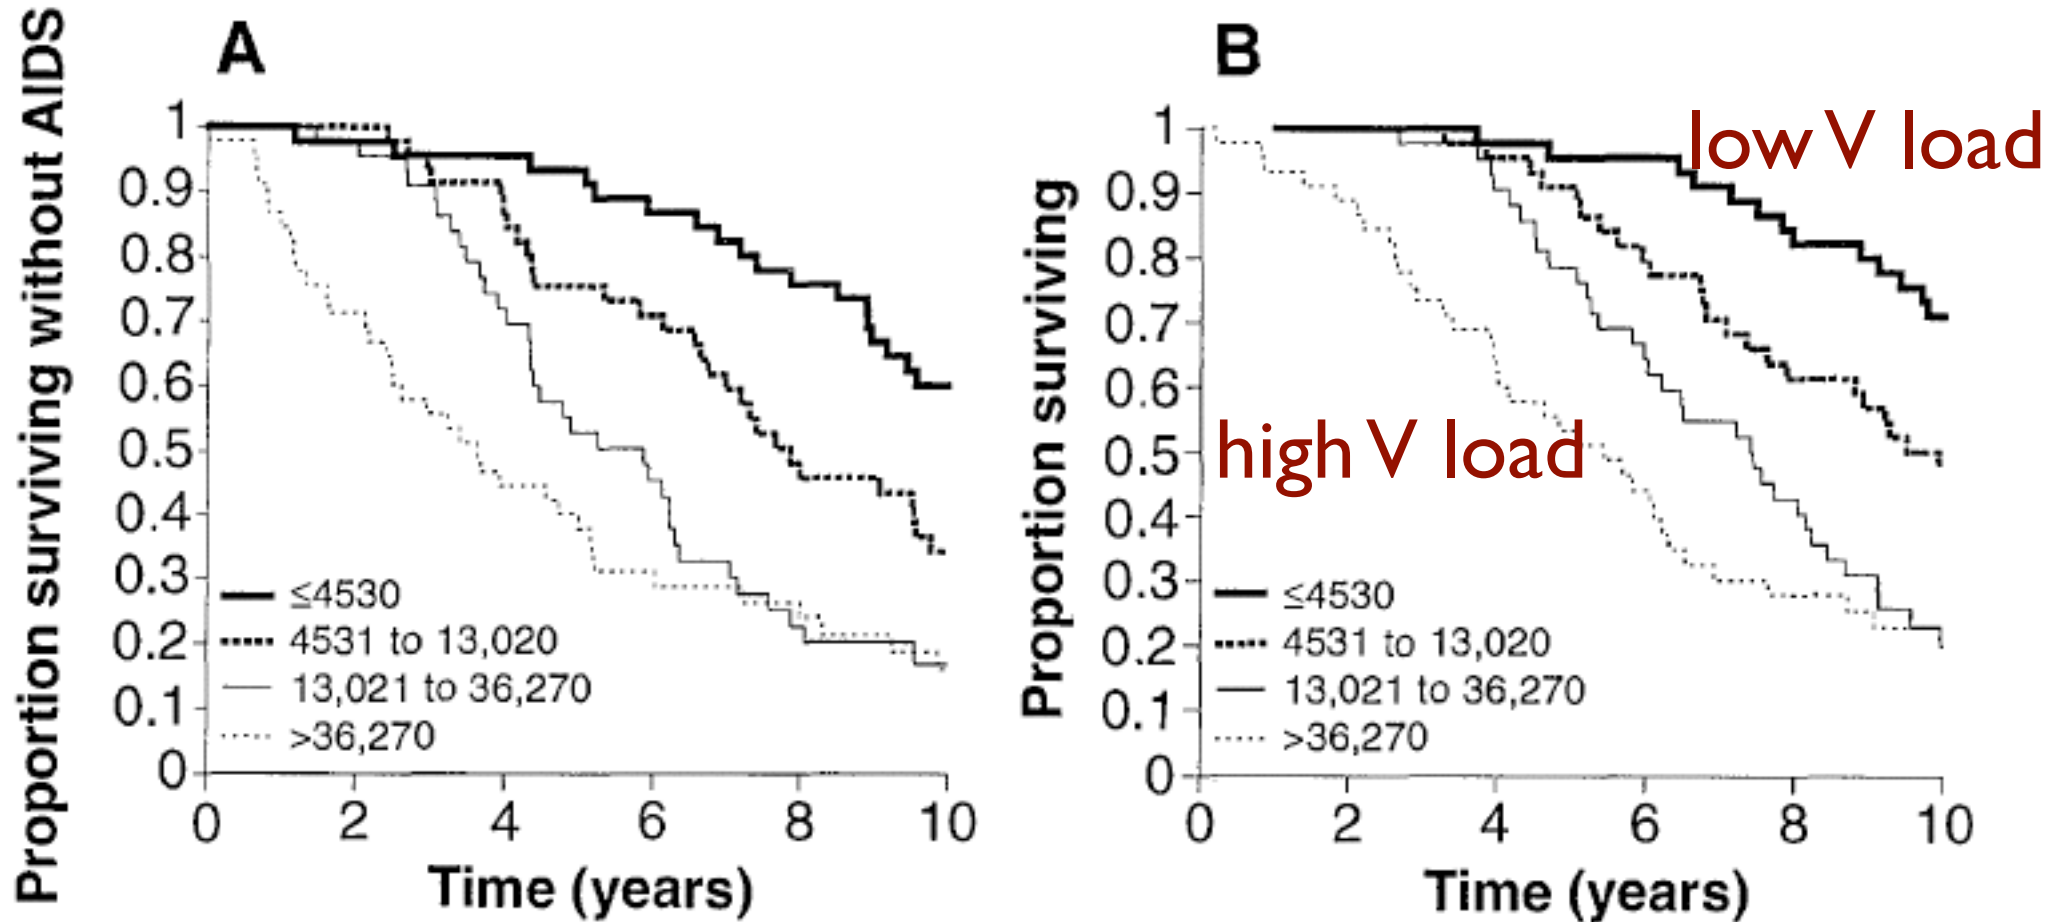 A
Proportion surviving without AIDS
1
0.9
0.8
0.7
0.6
0.5
0.4
0.3
0.2
0.1
0
≤4530
4531 to 13,020
13,021 to 36,270
>36,270
0 2 4 6 8 10
Time (years)
B
Proportion surviving
1
0.9
0.8
0.7
0.6
0.5
0.4
0.3
0.2
0.1
0
low V load
high V load
≤4530
4531 to 13,020
13,021 to 36,270
>36,270
0 2 4 6 8 10
Time (years)